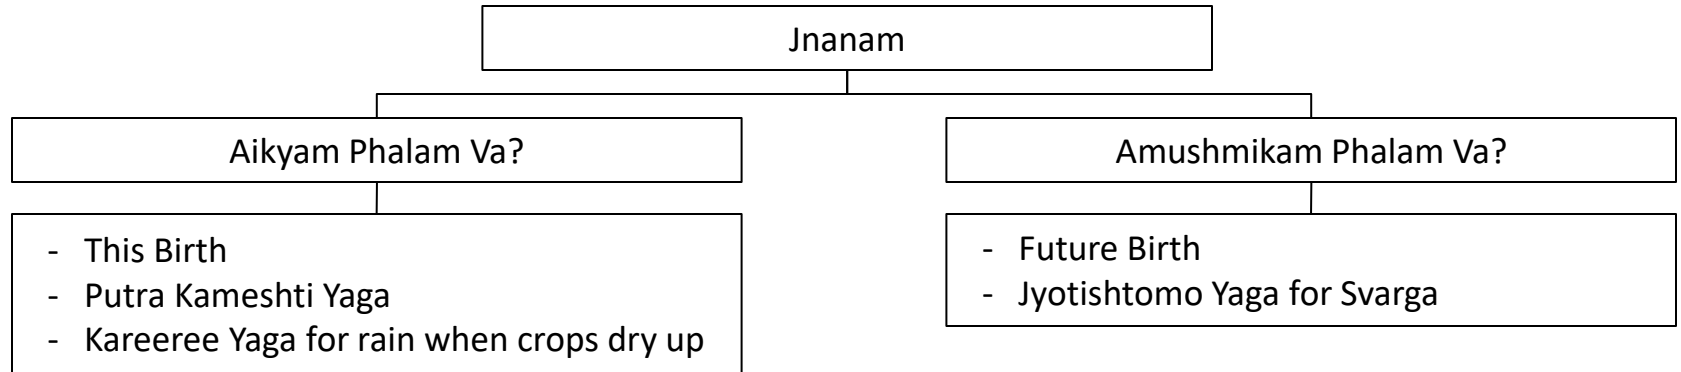 Jnanam
Aikyam Phalam Va?
Amushmikam Phalam Va?
- This Birth
- Putra Kameshti Yaga
- Kareeree Yaga for rain when crops dry up
- Future Birth
- Jyotishtomo Yaga for Svarga